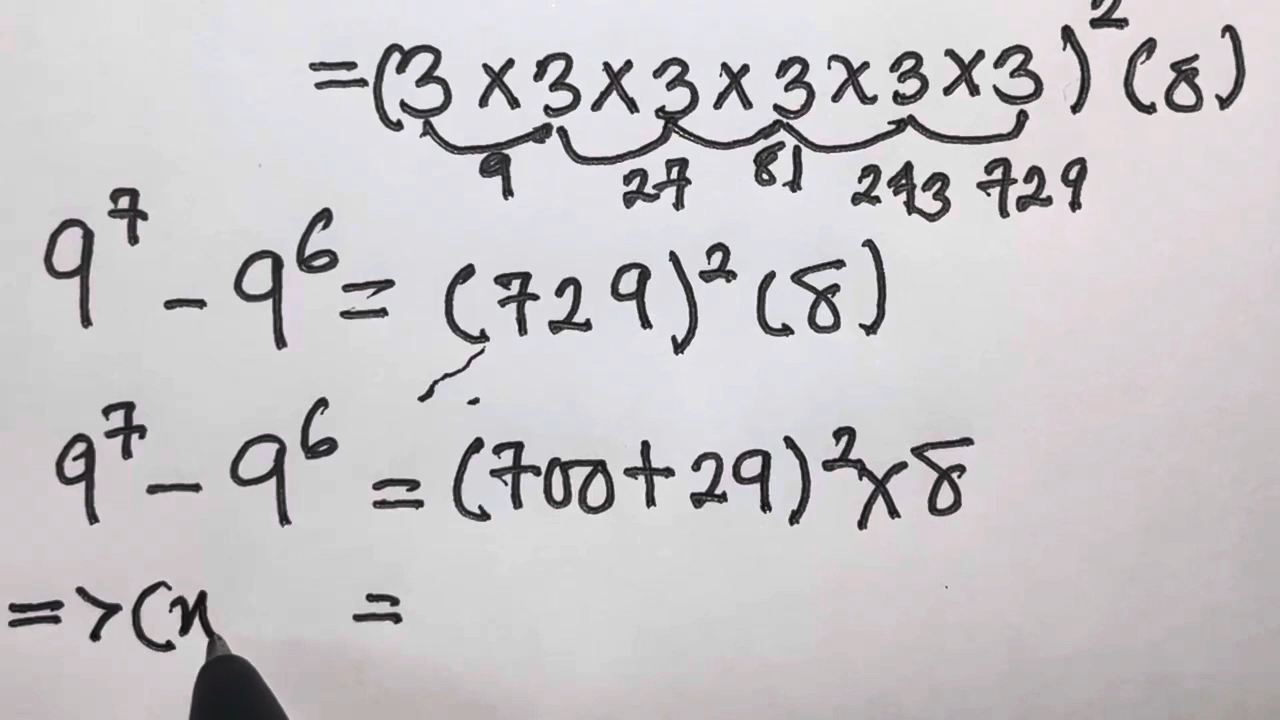 =(3×3×3×3×3×3)²(8)
9 27 81 243 729
9⁷-9⁶=(729)²(8)
9⁷-9⁶=(700+29)²×8
=>(x =